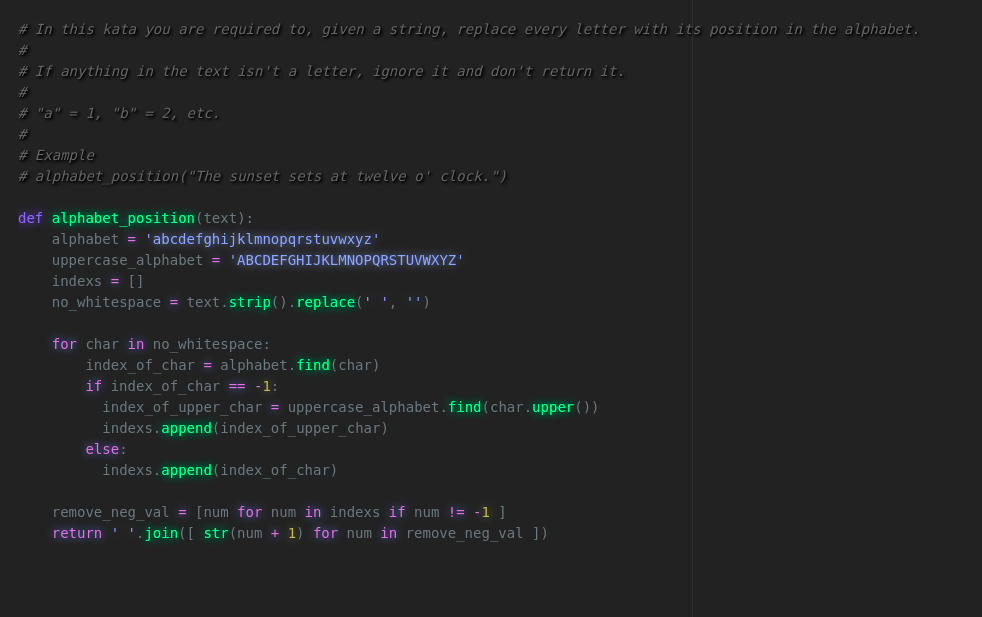 # In this kata you are required to, given a string, replace every letter with its position in the alphabet.
#
# If anything in the text isn't a letter, ignore it and don't return it.
#
# "a" = 1, "b" = 2, etc.
#
# Example
# alphabet_position("The sunset sets at twelve o' clock.")

def alphabet_position(text):
    alphabet = 'abcdefghijklmnopqrstuvwxyz'
    uppercase_alphabet = 'ABCDEFGHIJKLMNOPQRSTUVWXYZ'
    indexs = []
    no_whitespace = text.strip().replace(' ', '')

    for char in no_whitespace:
        index_of_char = alphabet.find(char)
        if index_of_char == -1:
          index_of_upper_char = uppercase_alphabet.find(char.upper())
          indexs.append(index_of_upper_char)
        else:
          indexs.append(index_of_char)

    remove_neg_val = [num for num in indexs if num != -1 ]
    return ' '.join([ str(num + 1) for num in remove_neg_val ])